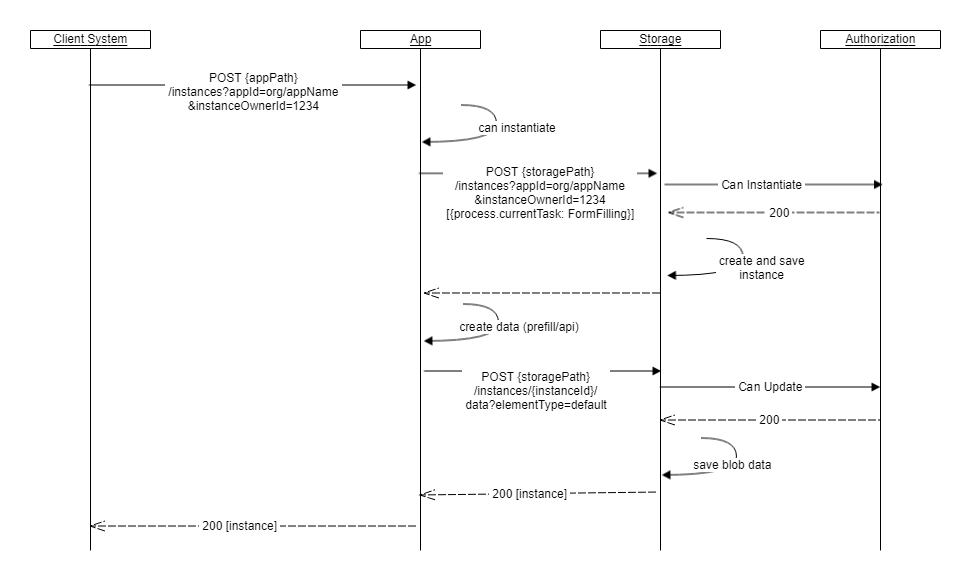 Client System
App
Storage
Authorization
POST {appPath}
/instances?appId=org/appName
&instanceOwnerId=1234
can instantiate
POST {storagePath}
/instances?appId=org/appName
&instanceOwnerId=1234
[{process.currentTask: FormFilling}]
Can Instantiate
200
create and save
instance
create data (prefill/api)
POST {storagePath}
/instances/{instanceId}/
data?elementType=default
Can Update
200
save blob data
200 [instance]
200 [instance]